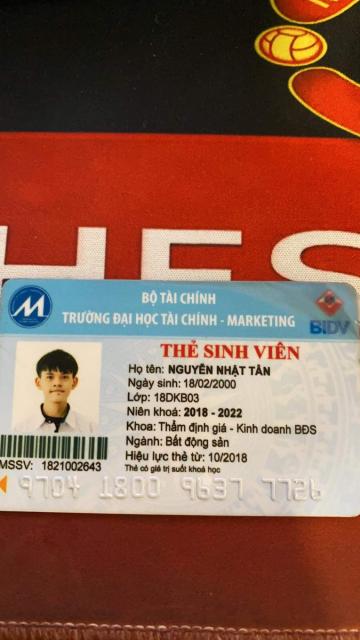 HES
M
BỘ TÀI CHÍNH
TRƯỜNG ĐẠI HỌC TÀI CHÍNH - MARKETING
BIDV
THẺ SINH VIÊN
Họ tên: NGUYỄN NHẬT TÂN
Ngày sinh: 18/02/2000
Lớp: 18DKB03
Niên khoá: 2018 - 2022
Khoa: Thẩm định giá - Kinh doanh BĐS
Ngành: Bất động sản
Hiệu lực thẻ từ: 10/2018
Thẻ có giá trị suốt khoá học
MSSV: 1821002643
9704 1800 9637 7726